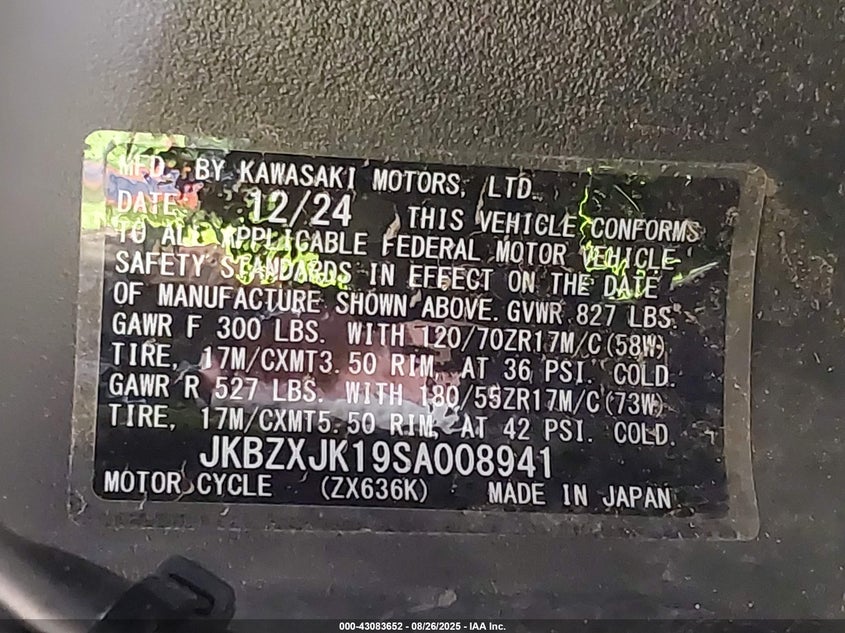 MFD. BY KAWASAKI MOTORS, LTD.
DATE 12/24 THIS VEHICLE CONFORMS
TO ALL APPLICABLE FEDERAL MOTOR VEHICLE
SAFETY STANDARDS IN EFFECT ON THE DATE
OF MANUFACTURE SHOWN ABOVE. GVWR 827 LBS.
GAWR F 300 LBS. WITH 120/70ZR17M/C(58W)
TIRE, 17M/CXMT3.50 RIM, AT 36 PSI. COLD.
GAWR R 527 LBS. WITH 180/55ZR17M/C(73W)
TIRE, 17M/CXMT5.50 RIM, AT 42 PSI. COLD.
JKBZXJK19SA008941
MOTOR CYCLE (ZX636K) MADE IN JAPAN
000-43083652 - 08/26/2025 - IAA Inc.